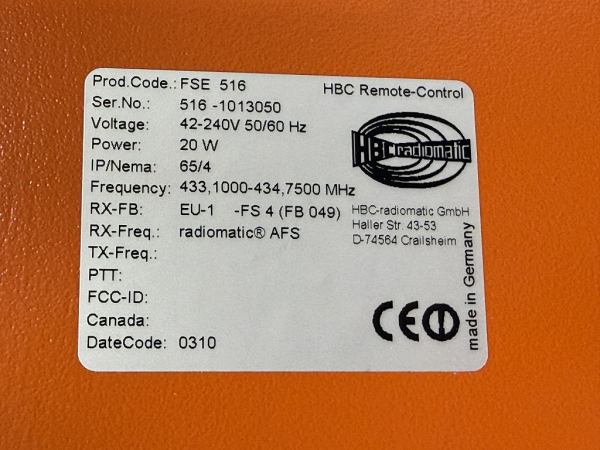 Prod.Code.: FSE 516 HBC Remote-Control
Ser.No.: 516 -1013050
Voltage: 42-240V 50/60 Hz
Power: 20 W
IP/Nema: 65/4
Frequency: 433,1000-434,7500 MHz
RX-FB: EU-1 -FS 4 (FB 049)
RX-Freq.: radiomatic® AFS
TX-Freq.:
PTT:
FCC-ID:
Canada:
DateCode: 0310
HBC radiomatic
HBC-radiomatic GmbH
Haller Str. 43-53
D-74564 Crailsheim
CE
made in Germany